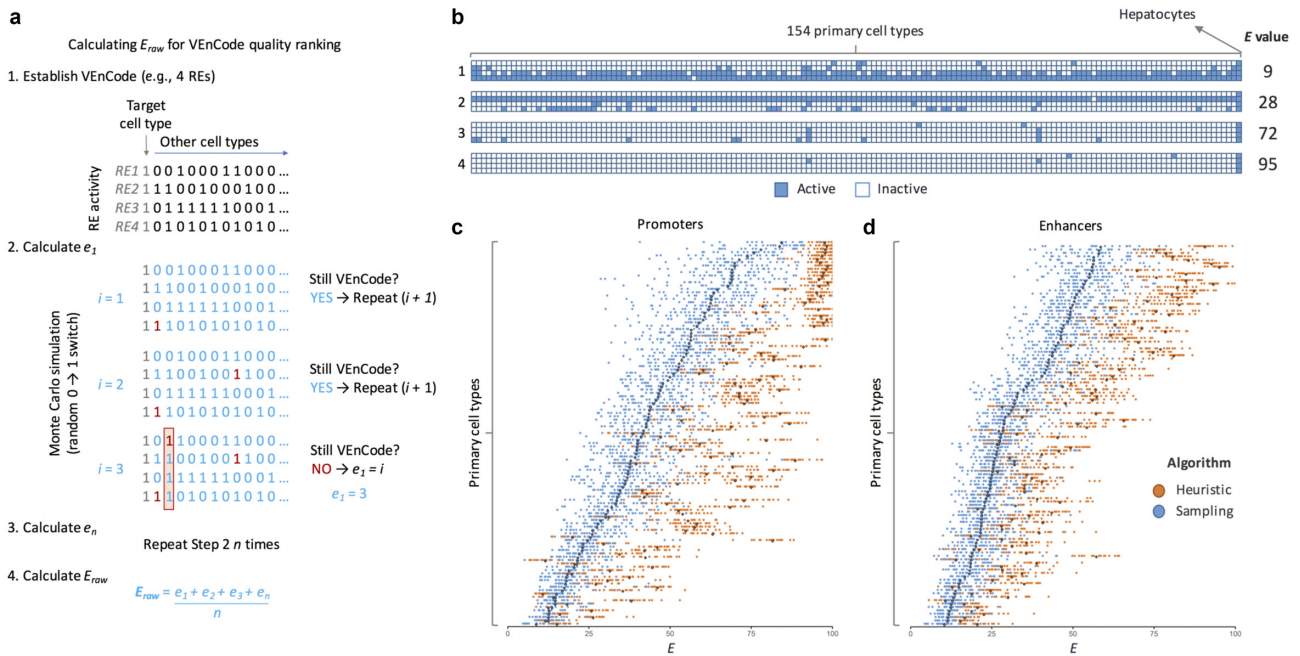 a
Calculating E_raw for VEnCode quality ranking
1. Establish VEnCode (e.g., 4 REs)
Target
cell type
Other cell types
RE activity
RE1 1 0 0 1 0 0 0 1 1 0 0 0 ...
RE2 1 1 1 0 0 1 0 0 0 1 0 0 ...
RE3 1 0 1 1 1 1 1 1 0 0 0 1 ...
RE4 1 0 1 0 1 0 1 0 1 0 1 0 ...
2. Calculate e1
Monte Carlo simulation
(random 0 → 1 switch)
i = 1
1 0 0 1 0 0 0 1 1 0 0 0 ...
1 1 1 0 0 1 0 0 0 1 0 0 ...
1 0 1 1 1 1 1 1 0 0 0 1 ...
1 1 1 0 1 0 1 0 1 0 1 0 ...
Still VEnCode?
YES → Repeat (i + 1)
i = 2
1 0 0 1 0 0 0 1 1 0 0 0 ...
1 1 1 0 0 1 0 0 1 1 0 0 ...
1 0 1 1 1 1 1 1 0 0 0 1 ...
1 1 1 0 1 0 1 0 1 0 1 0 ...
Still VEnCode?
YES → Repeat (i + 1)
i = 3
1 0 1 1 0 0 0 1 1 0 0 0 ...
1 1 1 0 0 1 0 0 1 1 0 0 ...
1 0 1 1 1 1 1 1 0 0 0 1 ...
1 1 1 0 1 0 1 0 1 0 1 0 ...
Still VEnCode?
NO → e1 = i
e1 = 3
3. Calculate en
Repeat Step 2 n times
4. Calculate E_raw
E_raw = e1 + e2 + e3 + en
n
b
154 primary cell types
Hepatocytes
E value
1 9
2 28
3 72
4 95
Active Inactive
c
Promoters
Primary cell types
0 25 50 75 100
E
d
Enhancers
Primary cell types
Algorithm
Heuristic
Sampling
0 25 50 75 100
E